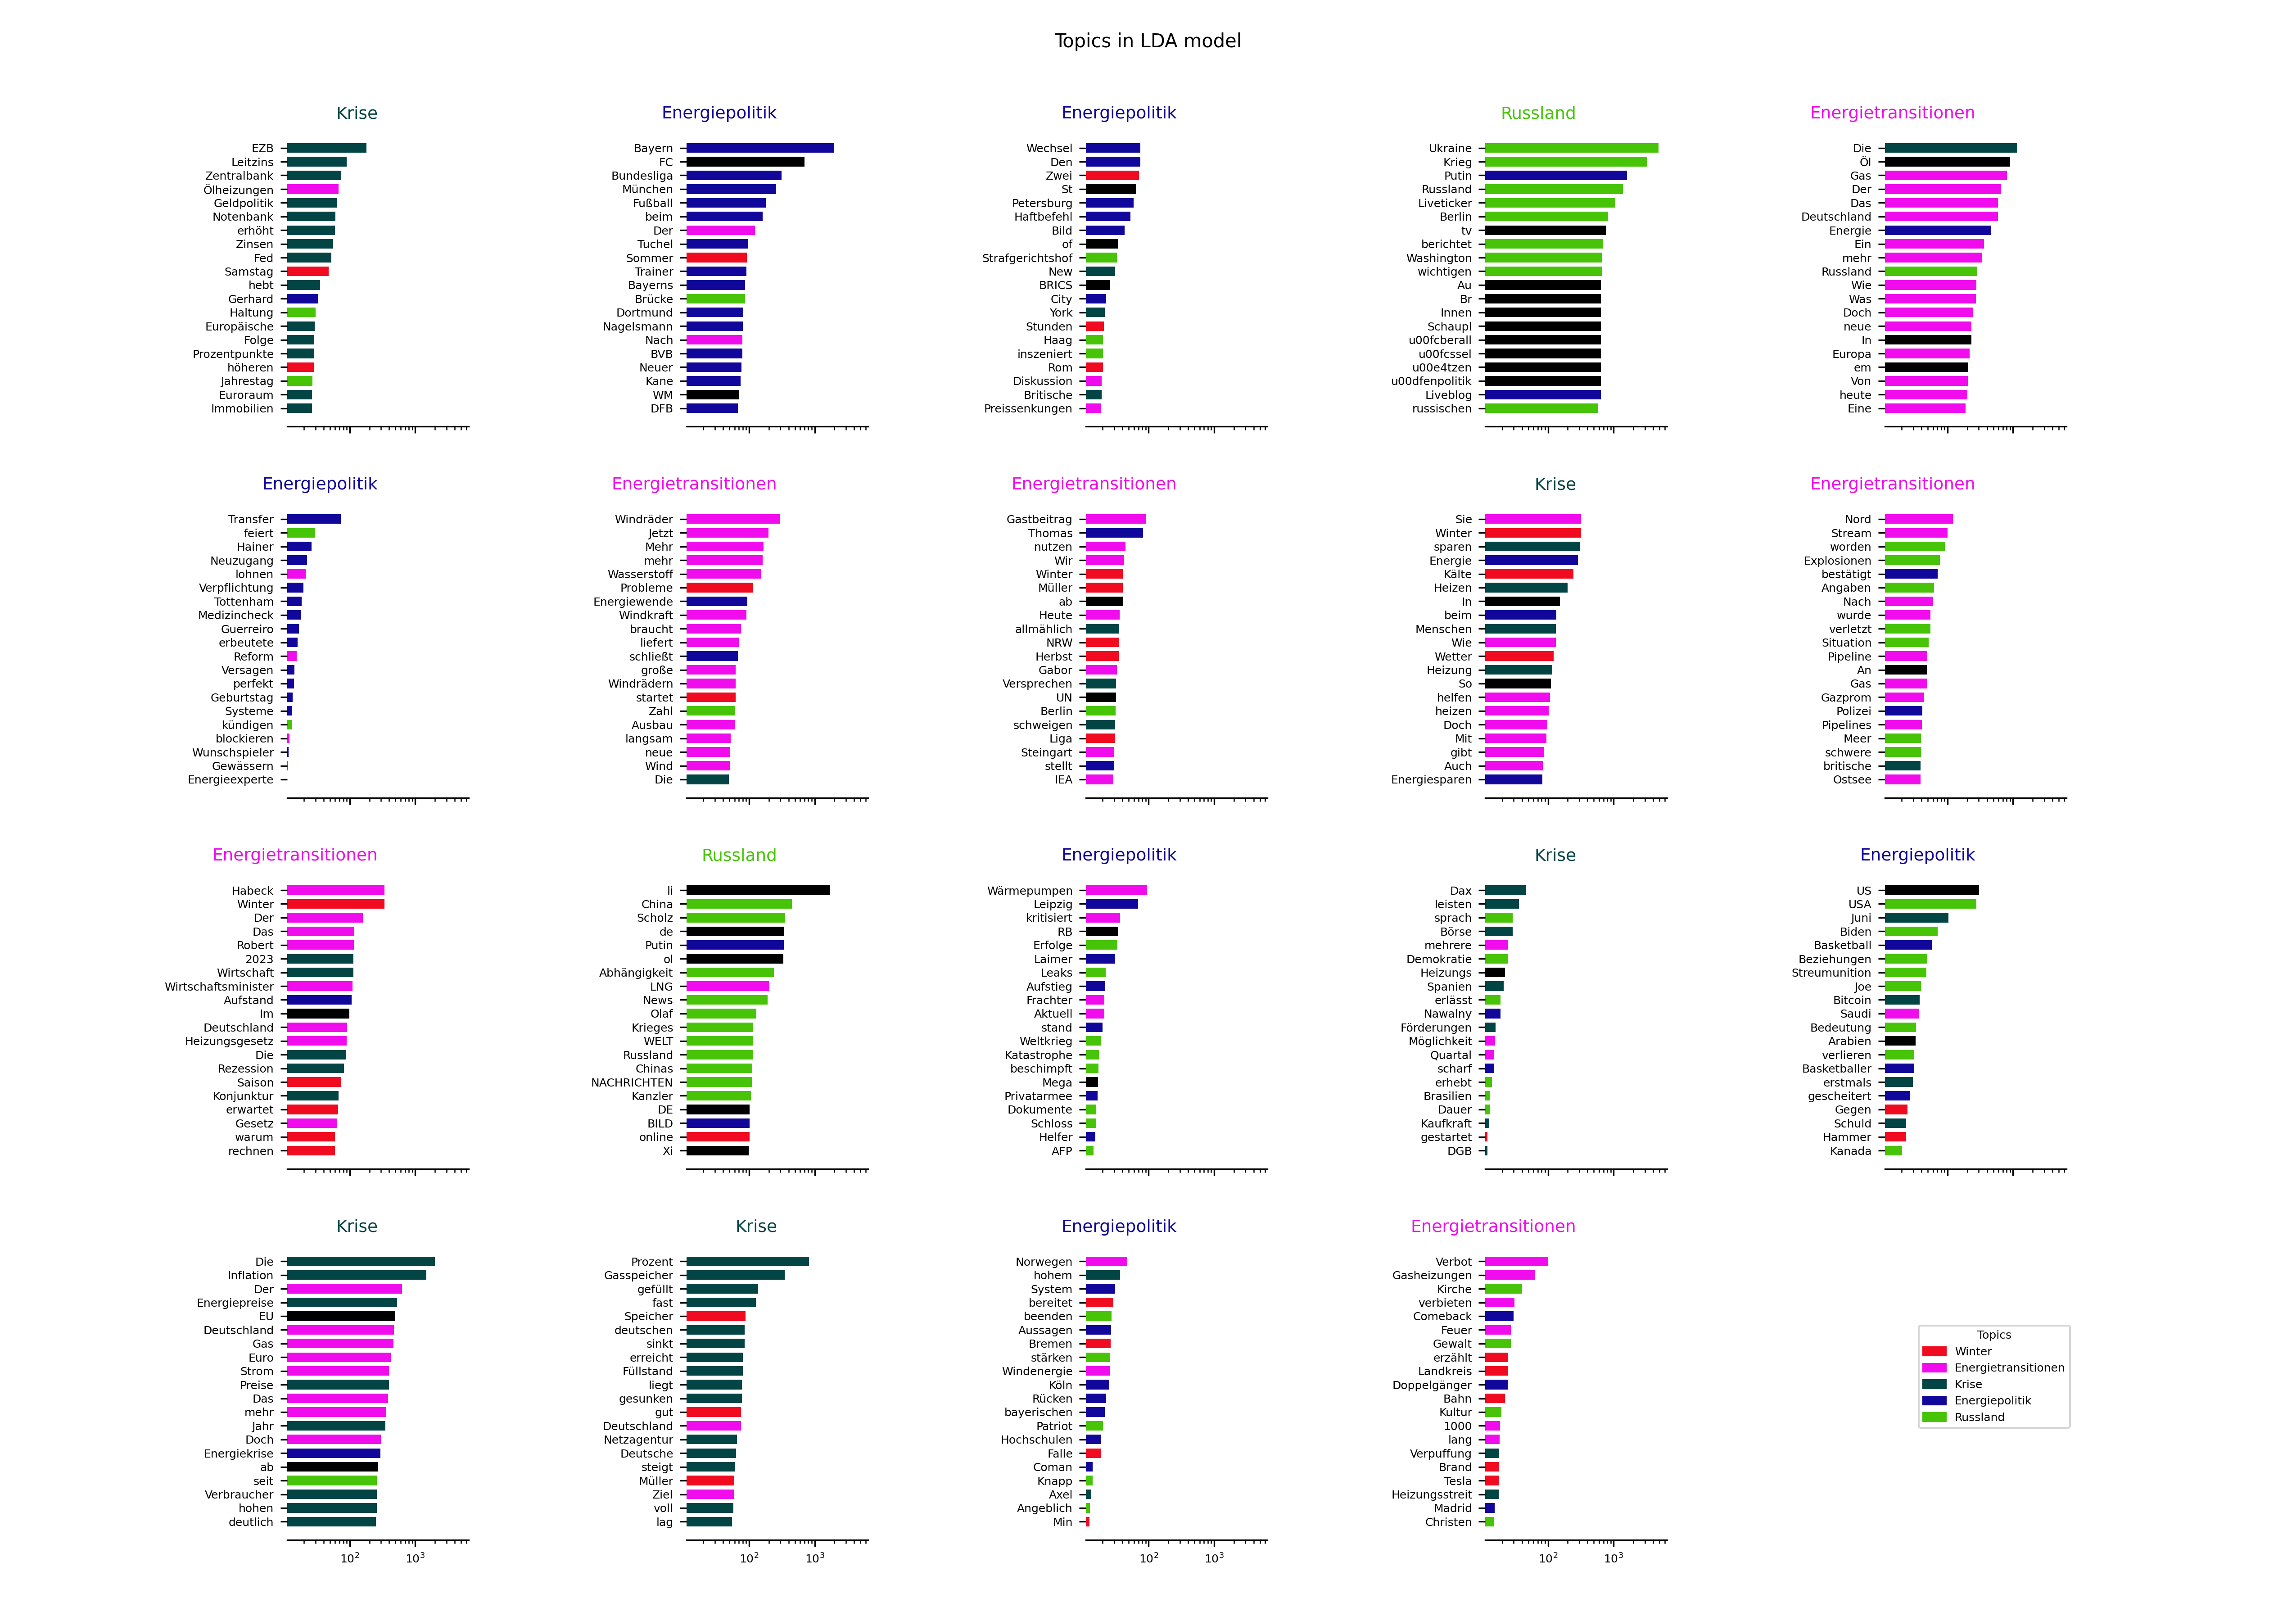 Topics in LDA model
Krise
EZB
Leitzins
Zentralbank
Ölheizungen
Geldpolitik
Notenbank
erhöht
Zinsen
Fed
Samstag
hebt
Gerhard
Haltung
Europäische
Folge
Prozentpunkte
höheren
Jahrestag
Euroraum
Immobilien
Energiepolitik
Bayern
FC
Bundesliga
München
Fußball
beim
Der
Tuchel
Sommer
Trainer
Bayerns
Brücke
Dortmund
Nagelsmann
Nach
BVB
Neuer
Kane
WM
DFB
Energiepolitik
Wechsel
Den
Zwei
St
Petersburg
Haftbefehl
Bild
of
Strafgerichtshof
New
BRICS
City
York
Stunden
Haag
inszeniert
Rom
Diskussion
Britische
Preissenkungen
Russland
Ukraine
Krieg
Putin
Russland
Liveticker
Berlin
tv
berichtet
Washington
wichtigen
Au
Br
Innen
Schaupl
u00fcberall
u00fcssel
u00e4tzen
u00dfenpolitik
Liveblog
russischen
Energietransitionen
Die
Öl
Gas
Der
Das
Deutschland
Energie
Ein
mehr
Russland
Wie
Was
Doch
neue
In
Europa
em
Von
heute
Eine
Energiepolitik
Transfer
feiert
Hainer
Neuzugang
lohnen
Verpflichtung
Tottenham
Medizincheck
Guerreiro
erbeutete
Reform
Versagen
perfekt
Geburtstag
Systeme
kündigen
blockieren
Wunschspieler
Gewässern
Energieexperte
Energietransitionen
Windräder
Jetzt
Mehr
mehr
Wasserstoff
Probleme
Energiewende
Windkraft
braucht
liefert
schließt
große
Windrädern
startet
Zahl
Ausbau
langsam
neue
Wind
Die
Energietransitionen
Gastbeitrag
Thomas
nutzen
Wir
Winter
Müller
ab
Heute
allmählich
NRW
Herbst
Gabor
Versprechen
UN
Berlin
schweigen
Liga
Steingart
stellt
IEA
Krise
Sie
Winter
sparen
Energie
Kälte
Heizen
In
beim
Menschen
Wie
Wetter
Heizung
So
helfen
heizen
Doch
Mit
gibt
Auch
Energiesparen
Energietransitionen
Nord
Stream
worden
Explosionen
bestätigt
Angaben
Nach
wurde
verletzt
Situation
Pipeline
An
Gas
Gazprom
Polizei
Pipelines
Meer
schwere
britische
Ostsee
Energietransitionen
Habeck
Winter
Der
Das
Robert
2023
Wirtschaft
Wirtschaftsminister
Aufstand
Im
Deutschland
Heizungsgesetz
Die
Rezession
Saison
Konjunktur
erwartet
Gesetz
warum
rechnen
Russland
li
China
Scholz
de
Putin
ol
Abhängigkeit
LNG
News
Olaf
Krieges
WELT
Russland
Chinas
NACHRICHTEN
Kanzler
DE
BILD
online
Xi
Energiepolitik
Wärmepumpen
Leipzig
kritisiert
RB
Erfolge
Laimer
Leaks
Aufstieg
Frachter
Aktuell
stand
Weltkrieg
Katastrophe
beschimpft
Mega
Privatarmee
Dokumente
Schloss
Helfer
AFP
Krise
Dax
leisten
sprach
Börse
mehrere
Demokratie
Heizungs
Spanien
erlässt
Nawalny
Förderungen
Möglichkeit
Quartal
scharf
erhebt
Brasilien
Dauer
Kaufkraft
gestartet
DGB
Energiepolitik
US
USA
Juni
Biden
Basketball
Beziehungen
Streumunition
Joe
Bitcoin
Saudi
Bedeutung
Arabien
verlieren
Basketballer
erstmals
gescheitert
Gegen
Schuld
Hammer
Kanada
Krise
Die
Inflation
Der
Energiepreise
EU
Deutschland
Gas
Euro
Strom
Preise
Das
mehr
Jahr
Doch
Energiekrise
ab
seit
Verbraucher
hohen
deutlich
10² 10³
Krise
Prozent
Gasspeicher
gefüllt
fast
Speicher
deutschen
sinkt
erreicht
Füllstand
liegt
gesunken
gut
Deutschland
Netzagentur
Deutsche
steigt
Müller
Ziel
voll
lag
10² 10³
Energiepolitik
Norwegen
hohem
System
bereitet
beenden
Aussagen
Bremen
stärken
Windenergie
Köln
Rücken
bayerischen
Patriot
Hochschulen
Falle
Coman
Knapp
Axel
Angeblich
Min
10² 10³
Energietransitionen
Verbot
Gasheizungen
Kirche
verbieten
Comeback
Feuer
Gewalt
erzählt
Landkreis
Doppelgänger
Bahn
Kultur
1000
lang
Verpuffung
Brand
Tesla
Heizungsstreit
Madrid
Christen
10² 10³
Topics
Winter
Energietransitionen
Krise
Energiepolitik
Russland